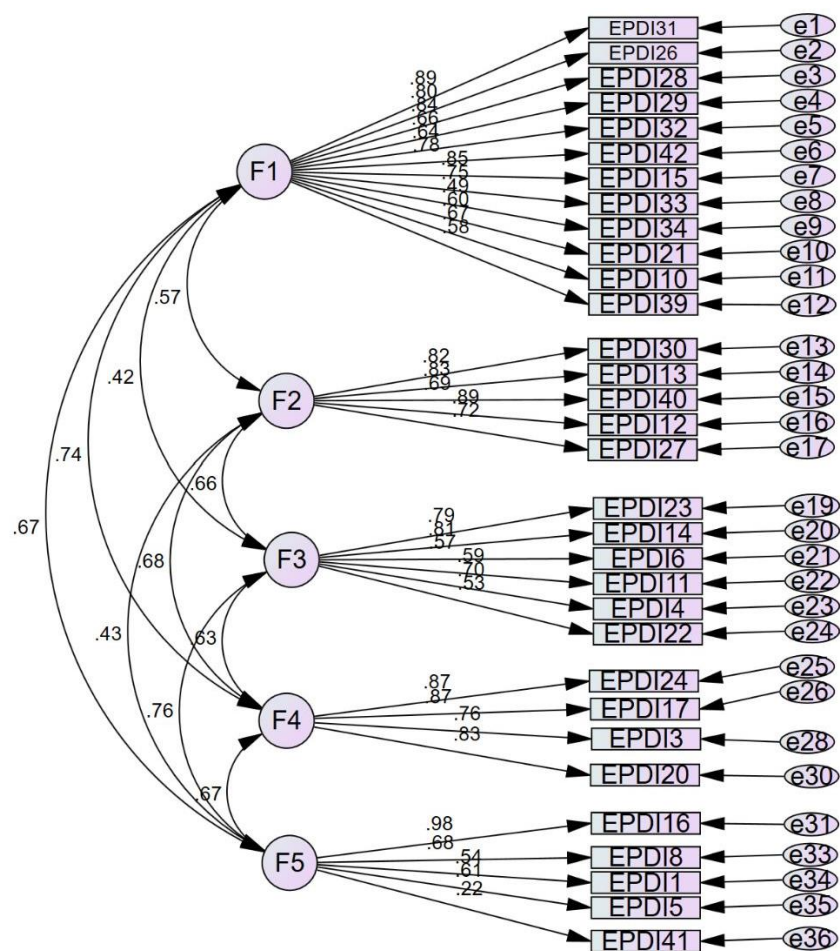 EPDI31 e1
EPDI26 e2
.89 EPDI28 e3
.80
.84 EPDI29 e4
.66
.64 EPDI32 e5
.78
EPDI42 e6
.85
F1 .75 EPDI15 e7
.49
EPDI33 e8
.60
.67 EPDI34 e9
.58
EPDI21 e10
EPDI10 e11
EPDI39 e12
.57
.82 EPDI30 e13
.42 .83
.69 EPDI13 e14
F2 .89 EPDI40 e15
.72
EPDI12 e16
EPDI27 e17
.74
.66
.79 EPDI23 e19
.67 .81
.57 EPDI14 e20
F3 .59 EPDI6 e21
.68 .70
.53 EPDI11 e22
EPDI4 e23
.43 .63 EPDI22 e24
.87 EPDI24 e25
.87
.76 F4 .76 EPDI17 e26
.83
EPDI3 e28
EPDI20 e30
.67
.98 EPDI16 e31
.68
F5 .54 EPDI8 e33
.61
.22 EPDI1 e34
EPDI5 e35
EPDI41 e36